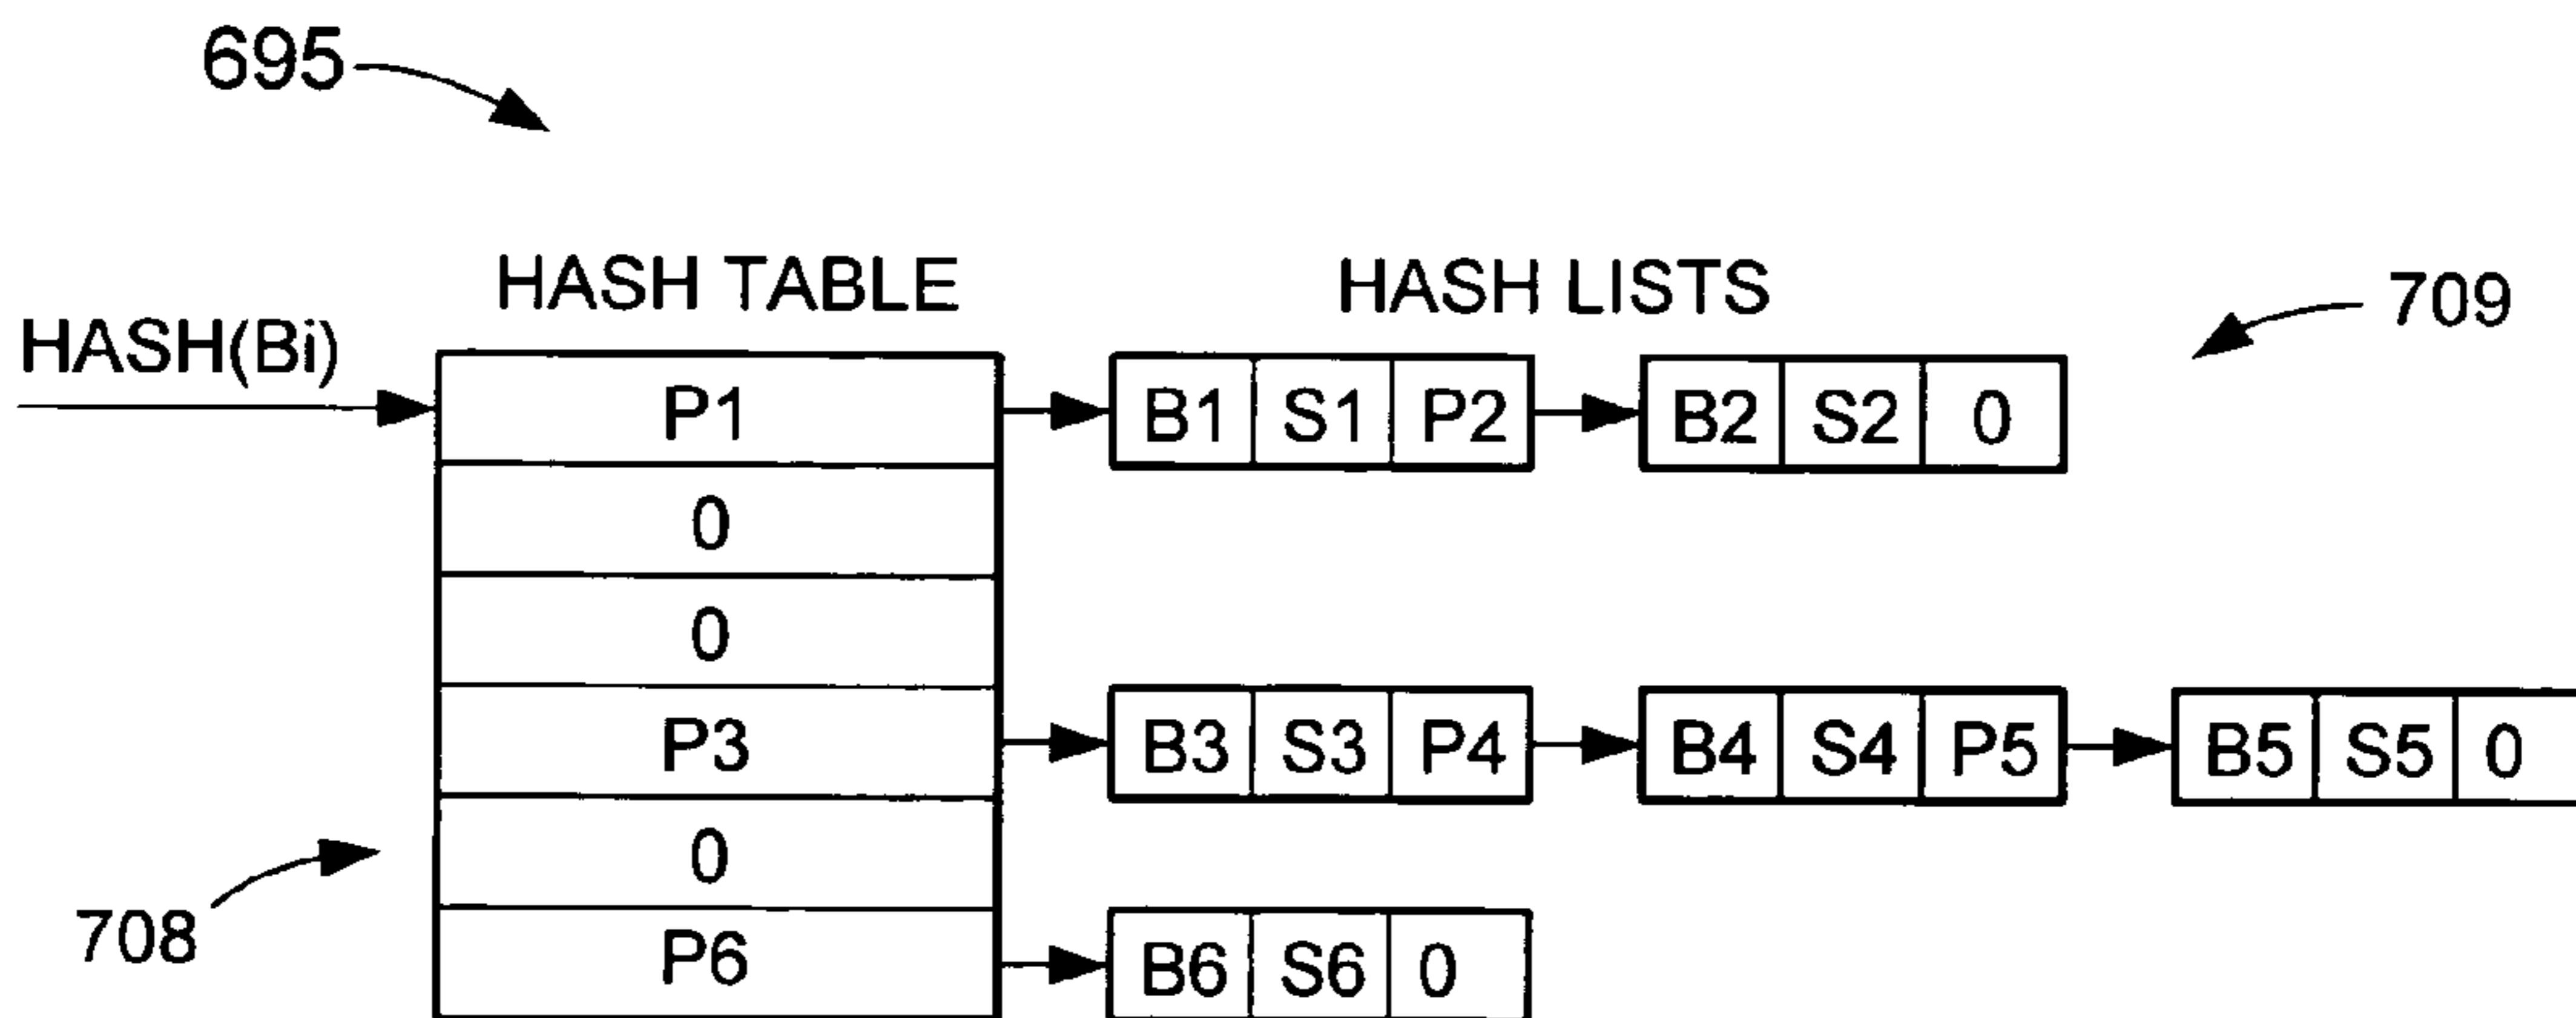 695
HASH TABLE
HASH LISTS
709
HASH(Bi)
P1
B1 S1 P2
B2 S2 0
0
0
P3
B3 S3 P4
B4 S4 P5
B5 S5 0
0
708
P6
B6 S6 0